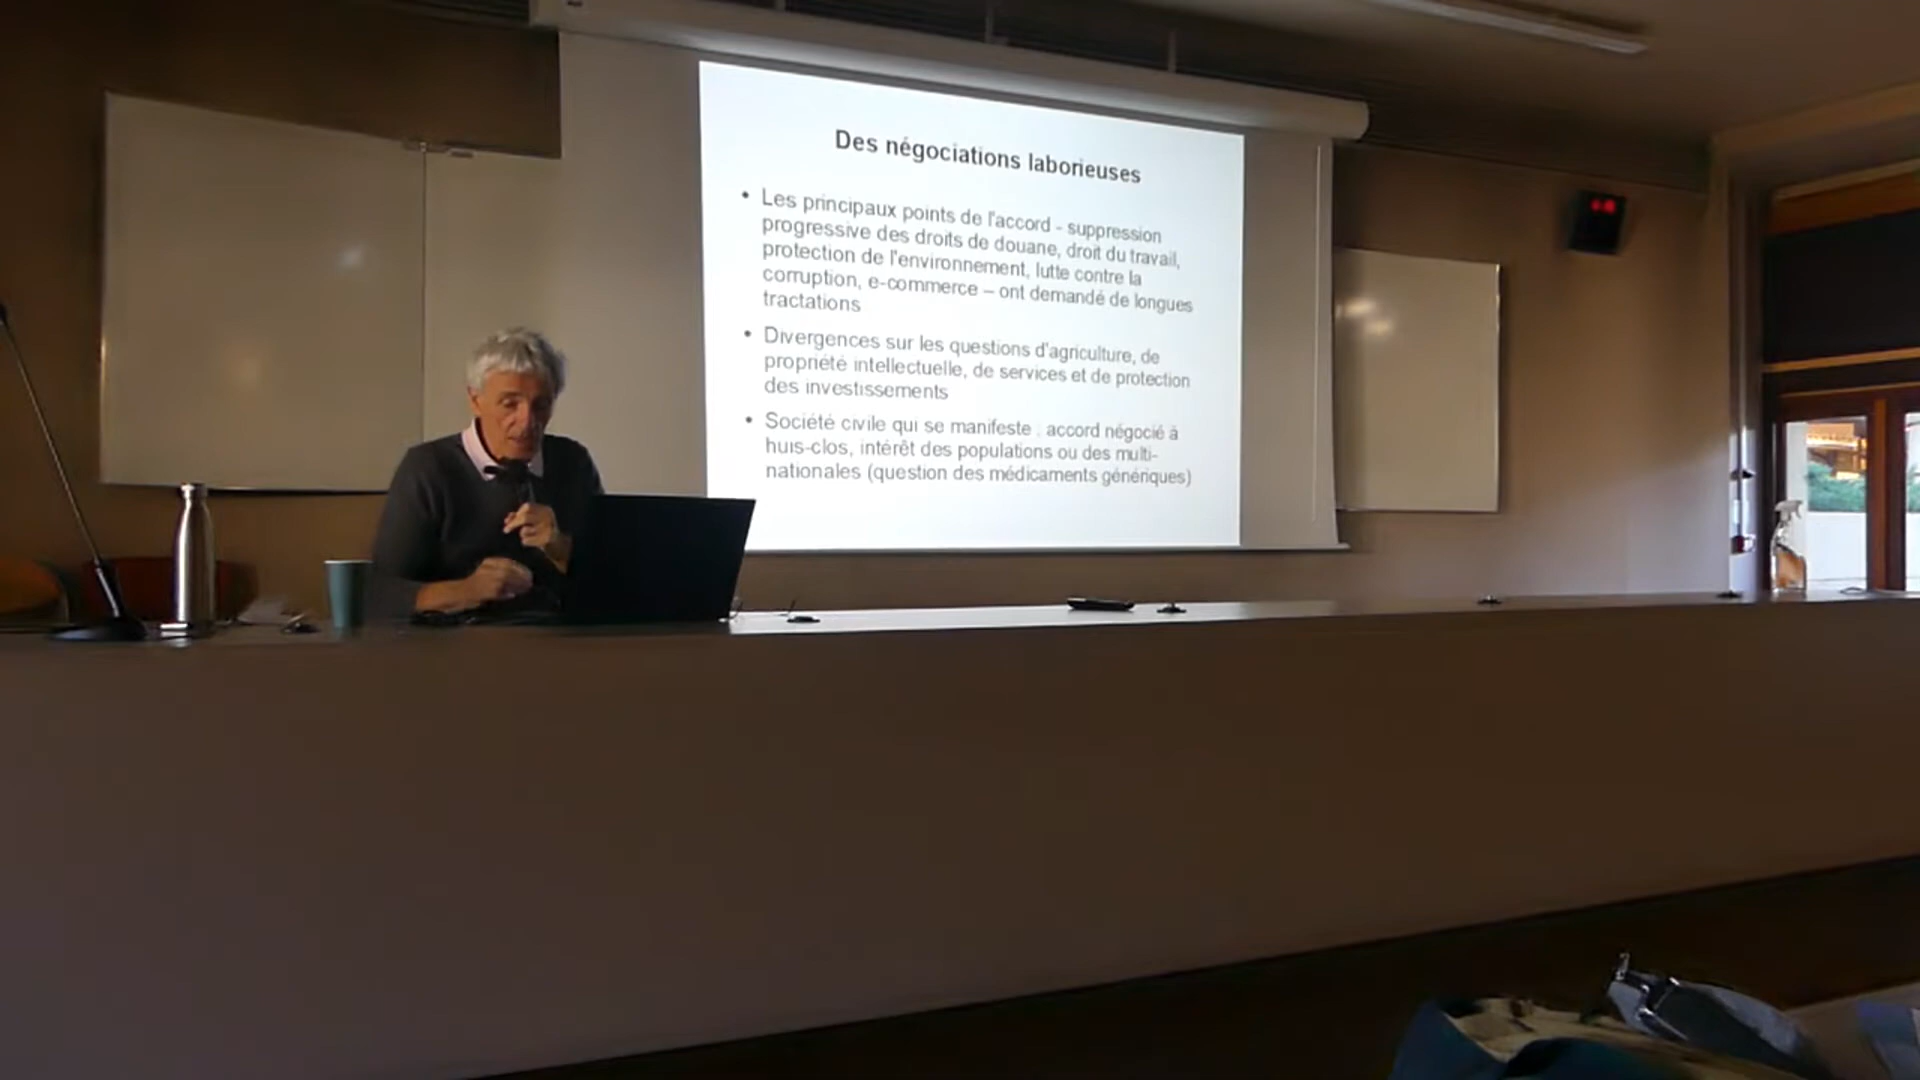 Des négociations laborieuses
• Les principaux points de l'accord - suppression
progressive des droits de douane, droit du travail,
protection de l'environnement, lutte contre la
corruption, e-commerce – ont demandé de longues
tractations
• Divergences sur les questions d'agriculture, de
propriété intellectuelle, de services et de protection
des investissements
• Société civile qui se manifeste : accord négocié à
huis-clos, intérêt des populations ou des multi-
nationales (question des médicaments génériques)